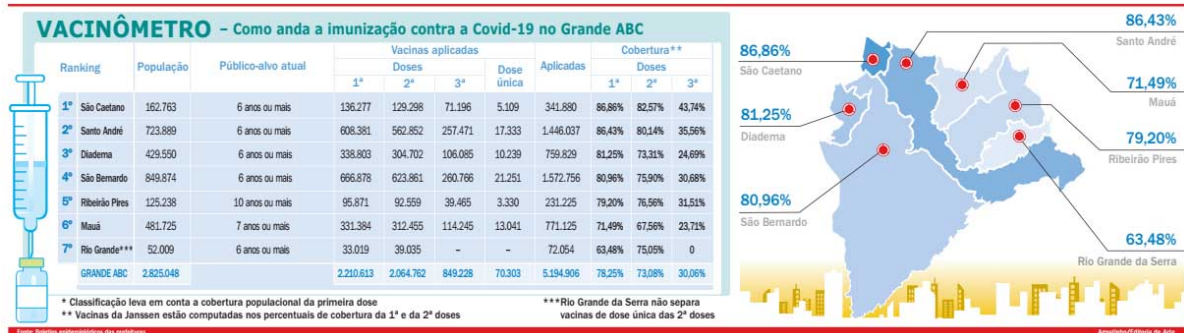 VACINÔMETRO – Como anda a imunização contra a Covid-19 no Grande ABC
Ranking População Público-alvo atual Vacinas aplicadas Aplicadas Cobertura**
Doses Dose única Doses
1ª 2ª 3ª 1ª 2ª 3ª
1º São Caetano 162.763 6 anos ou mais 136.277 129.298 71.196 5.109 341.880 86,86% 82,57% 43,74%
2º Santo André 723.889 6 anos ou mais 608.381 562.852 257.471 17.333 1.446.037 86,43% 80,14% 35,56%
3º Diadema 429.550 6 anos ou mais 338.803 304.702 106.085 10.239 759.829 81,25% 73,31% 24,69%
4º São Bernardo 849.874 6 anos ou mais 666.878 623.861 260.766 21.251 1.572.756 80,96% 75,90% 30,68%
5º Ribeirão Pires 125.238 10 anos ou mais 95.871 92.559 39.465 3.330 231.225 79,20% 76,56% 31,51%
6º Mauá 481.725 7 anos ou mais 331.384 312.455 114.245 13.041 771.125 71,49% 67,56% 23,71%
7º Rio Grande*** 52.009 6 anos ou mais 33.019 39.035 – – 72.054 63,48% 75,05% 0
GRANDE ABC 2.825.048 2.210.613 2.064.762 849.228 70.303 5.194.906 78,25% 73,08% 30,06%
* Classificação leva em conta a cobertura populacional da primeira dose
** Vacinas da Janssen estão computadas nos percentuais de cobertura da 1ª e da 2ª doses
***Rio Grande da Serra não separa
vacinas de dose única das 2ª doses
Fonte: Boletins epidemiológicos das prefeituras
86,86%
São Caetano
81,25%
Diadema
80,96%
São Bernardo
86,43%
Santo André
71,49%
Mauá
79,20%
Ribeirão Pires
63,48%
Rio Grande da Serra
Agostinho/Editoria de Arte